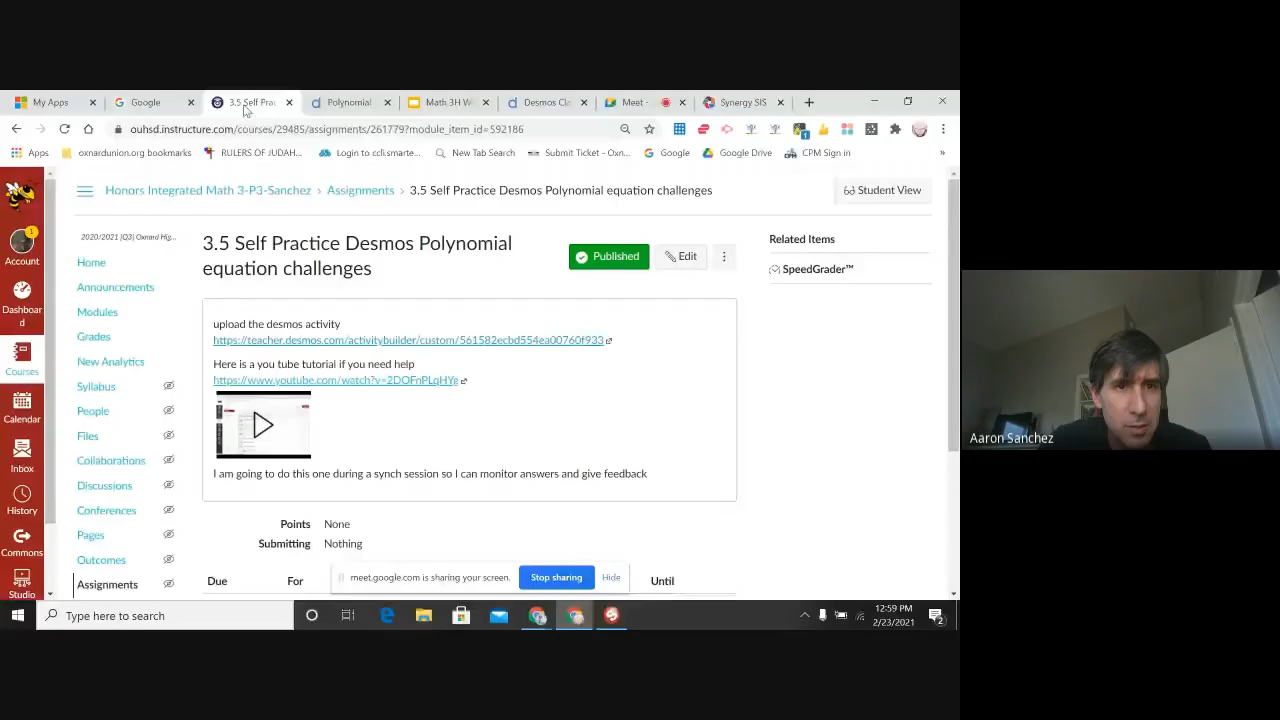 My Apps
Google
3.5 Self Prac
Polynomial
Math 3H W
Desmos Cla
Meet -
Synergy SIS
ouhsd.instructure.com/courses/29485/assignments/261779?module_item_id=592186
Apps
oxnardunion.org bookmarks
RULERS OF JUDAH...
Login to ccli.smarte...
New Tab Search
Submit Ticket - Oxn...
Google
Google Drive
CPM Sign in
»
Honors Integrated Math 3-P3-Sanchez > Assignments > 3.5 Self Practice Desmos Polynomial equation challenges
Student View
Account
Dashboar
d
Courses
Calendar
Inbox
History
Commons
Studio
2020/2021 [Q3] Oxnard Hig...
Home
Announcements
Modules
Grades
New Analytics
Syllabus
People
Files
Collaborations
Discussions
Conferences
Pages
Outcomes
Assignments
3.5 Self Practice Desmos Polynomial
equation challenges
Published
Edit
Related Items
SpeedGrader™
upload the desmos activity
https://teacher.desmos.com/activitybuilder/custom/561582ecbd554ea00760f933
Here is a you tube tutorial if you need help
https://www.youtube.com/watch?v=2DOFnPLqHYg
I am going to do this one during a synch session so I can monitor answers and give feedback
Points None
Submitting Nothing
Due For Until
meet.google.com is sharing your screen.
Stop sharing
Hide
Type here to search
12:59 PM
2/23/2021
2
Aaron Sanchez